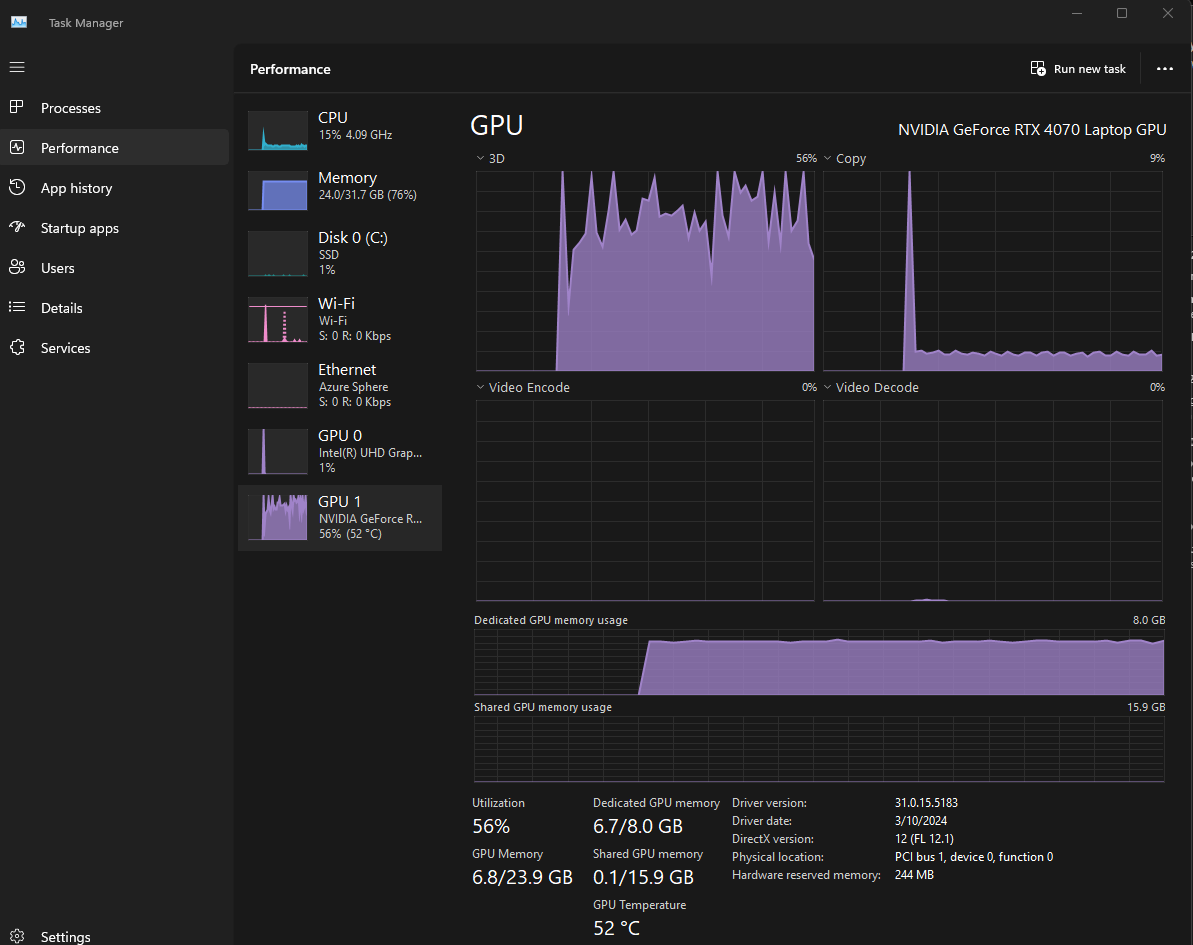 Task Manager
Performance
Run new task
Processes
Performance
App history
Startup apps
Users
Details
Services
Settings
CPU
15% 4.09 GHz
Memory
24.0/31.7 GB (76%)
Disk 0 (C:)
SSD
1%
Wi-Fi
Wi-Fi
S: 0 R: 0 Kbps
Ethernet
Azure Sphere
S: 0 R: 0 Kbps
GPU 0
Intel(R) UHD Grap...
1%
GPU 1
NVIDIA GeForce R...
56% (52 °C)
GPU
NVIDIA GeForce RTX 4070 Laptop GPU
3D 56%
Copy 9%
Video Encode 0%
Video Decode 0%
Dedicated GPU memory usage 8.0 GB
Shared GPU memory usage 15.9 GB
Utilization
56%
Dedicated GPU memory
6.7/8.0 GB
GPU Memory
6.8/23.9 GB
Shared GPU memory
0.1/15.9 GB
GPU Temperature
52 °C
Driver version: 31.0.15.5183
Driver date: 3/10/2024
DirectX version: 12 (FL 12.1)
Physical location: PCI bus 1, device 0, function 0
Hardware reserved memory: 244 MB